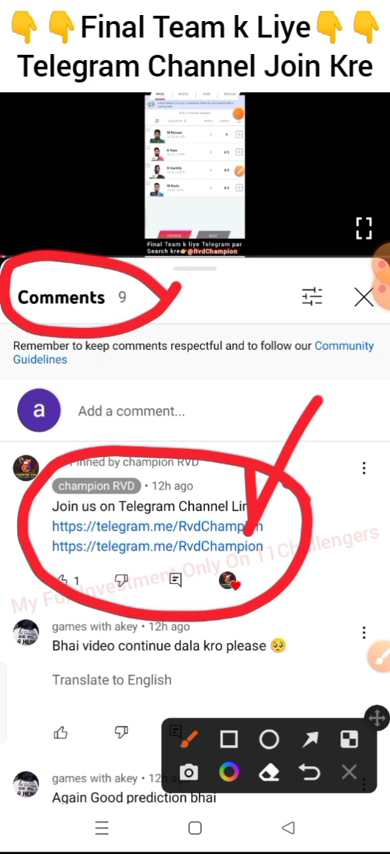 👇👇Final Team k Liye👇👇
Telegram Channel Join Kre
Final Team k liye Telegram par
Search kre👉@RvdChampion
Comments 9
Remember to keep comments respectful and to follow our Community
Guidelines
a
Add a comment...
Pinned by champion RVD
champion RVD • 12h ago
Join us on Telegram Channel Lin
https://telegram.me/RvdChampion
https://telegram.me/RvdChampion
1
My Full Investment Only On 11Challengers
games with akey • 12h ago
Bhai video continue dala kro please 🥺
Translate to English
games with akey • 12h
Again Good prediction bhai